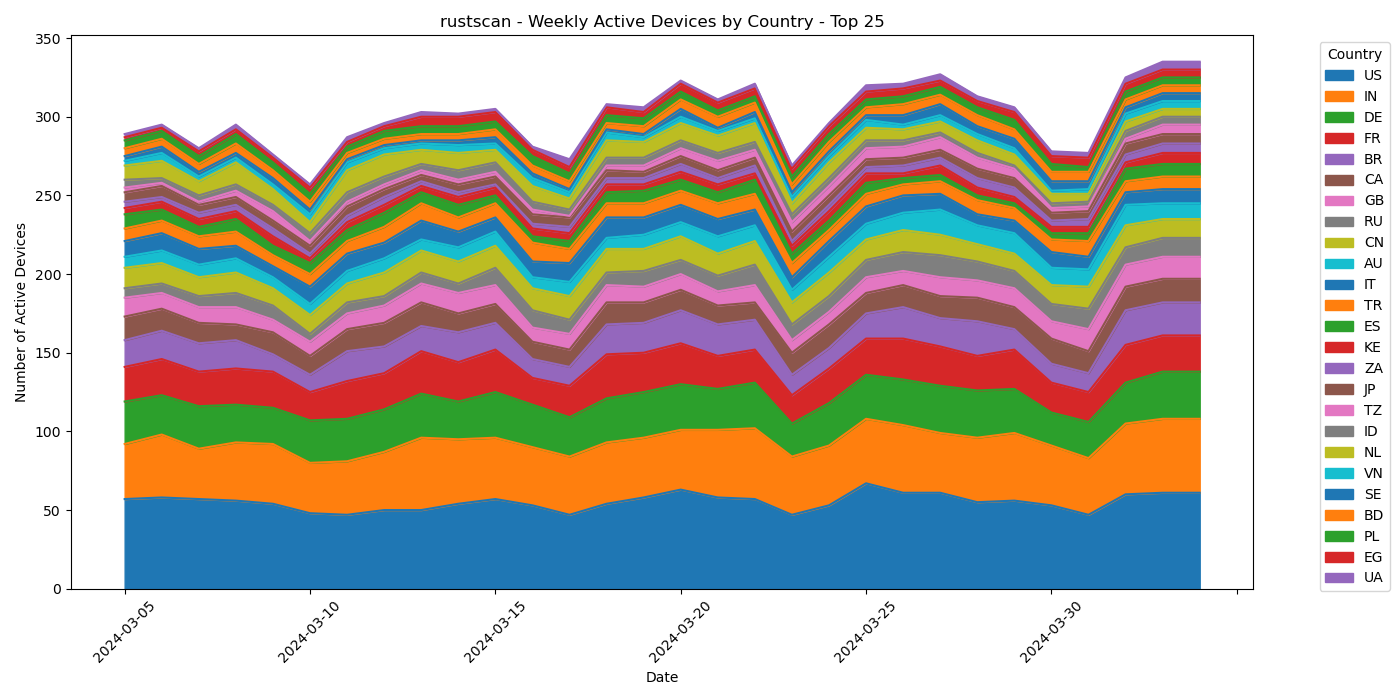 rustscan - Weekly Active Devices by Country - Top 25
Number of Active Devices
350
300
250
200
150
100
50
0
2024-03-05
2024-03-10
2024-03-15
2024-03-20
2024-03-25
2024-03-30
Date
Country
US
IN
DE
FR
BR
CA
GB
RU
CN
AU
IT
TR
ES
KE
ZA
JP
TZ
ID
NL
VN
SE
BD
PL
EG
UA